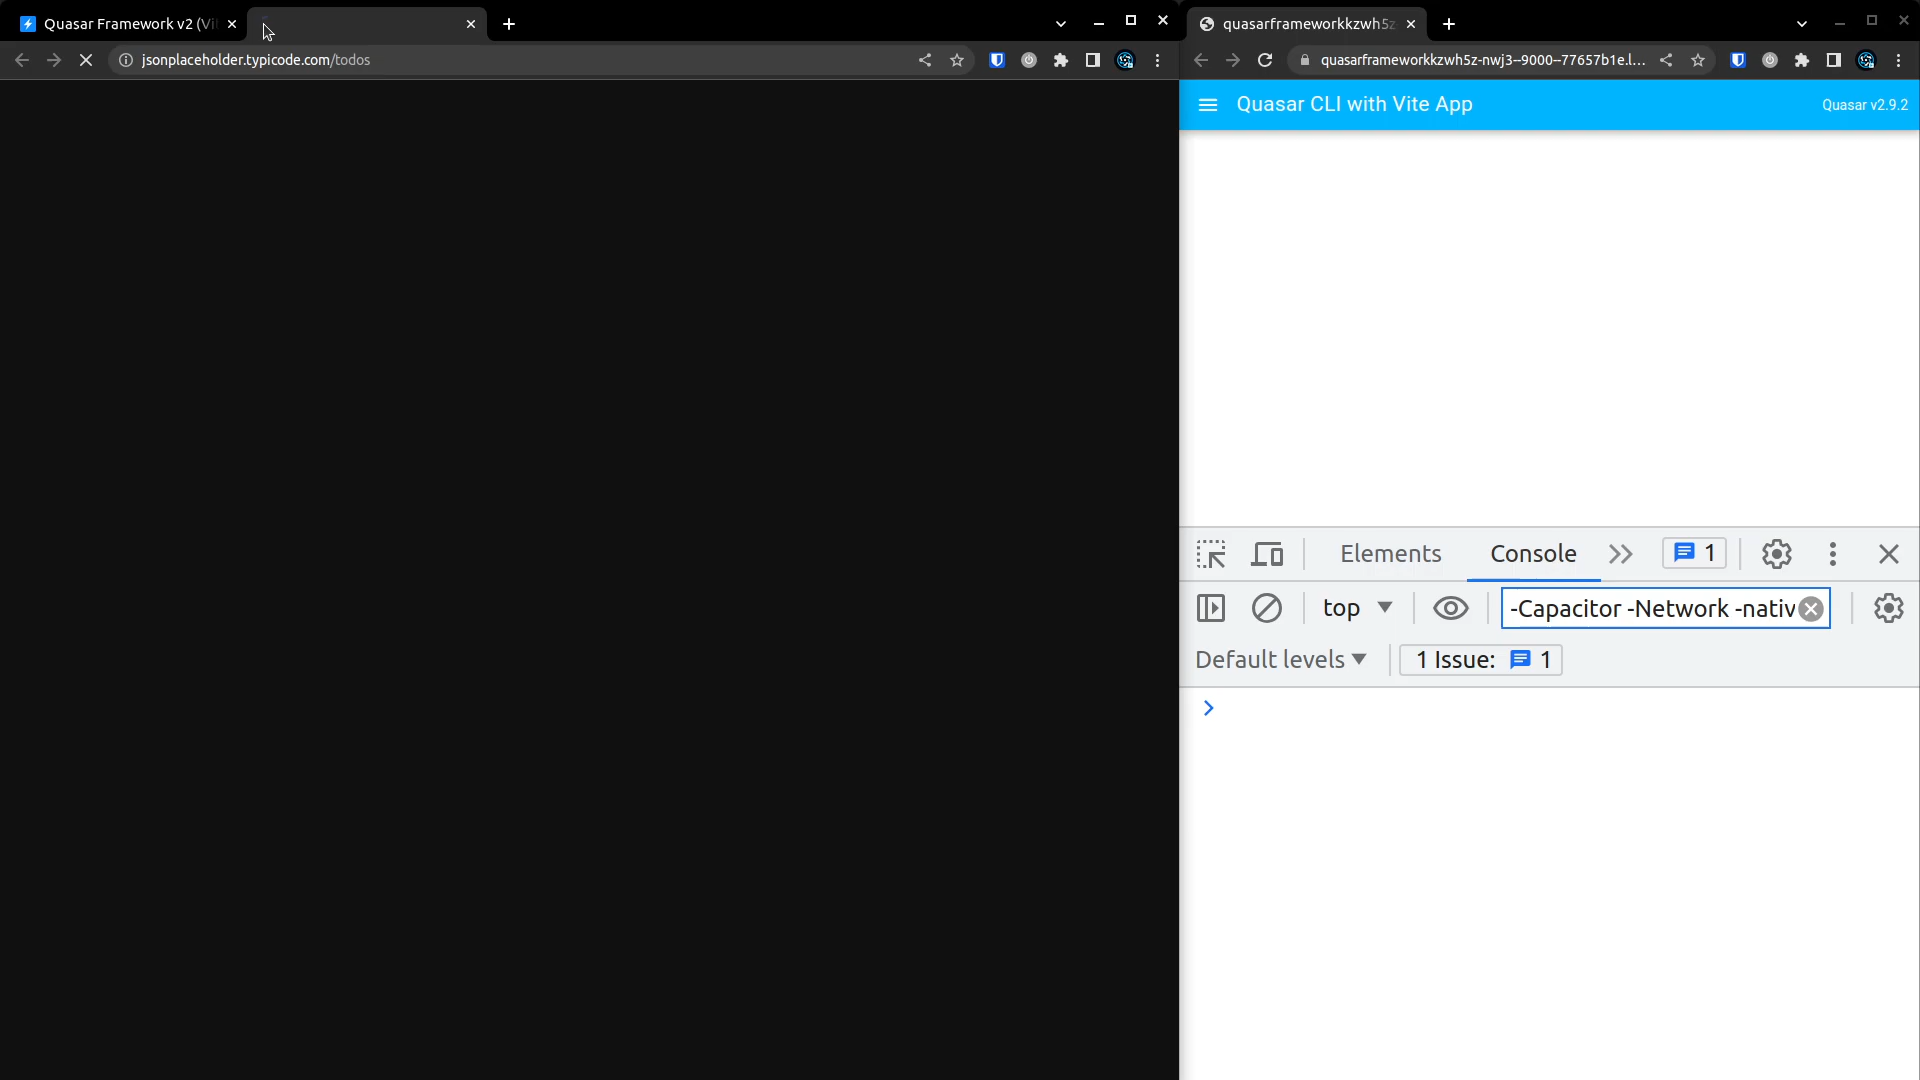 Quasar Framework v2 (Vi
jsonplaceholder.typicode.com/todos
quasarframeworkkzwh5z
quasarframeworkkzwh5z-nwj3--9000--77657b1e.l...
Quasar CLI with Vite App
Quasar v2.9.2
Elements
Console
1
top
-Capacitor -Network -nativ
Default levels
1 Issue: 1